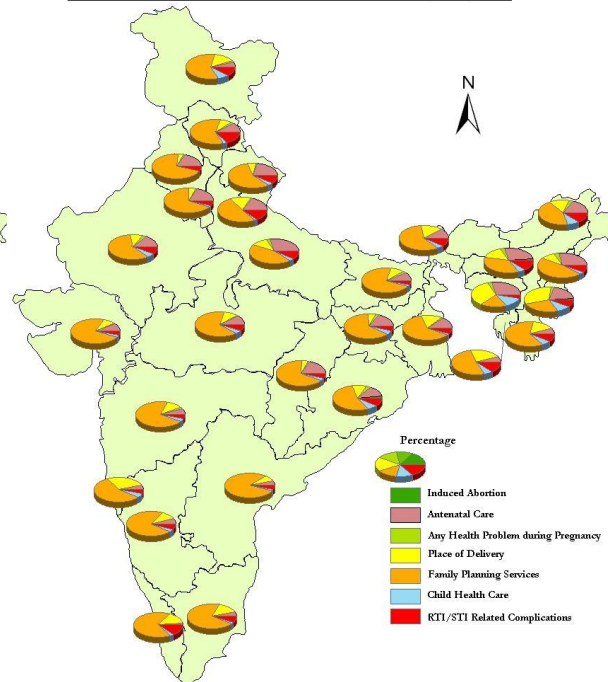 N
Percentage
Induced Abortion
Antenatal Care
Any Health Problem during Pregnancy
Place of Delivery
Family Planning Services
Child Health Care
RTI/STI Related Complications